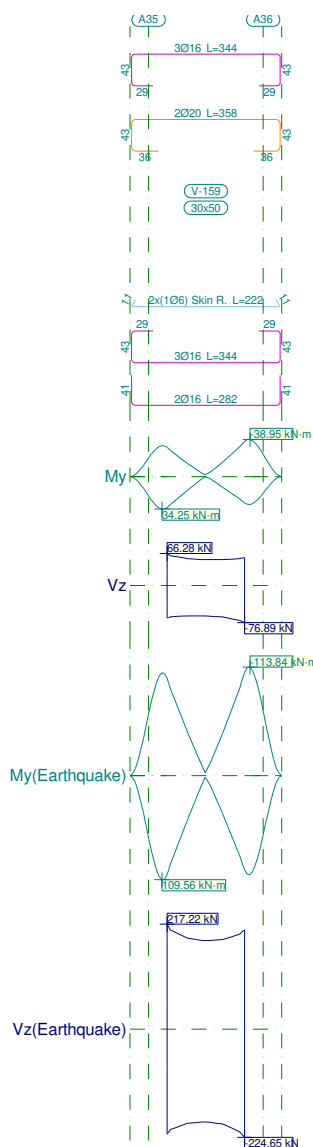 A35 A36
3Ø16 L=344
43 43
29 29
2Ø20 L=358
43 43
36 36
V-159
30x50
2x(1Ø6) Skin R. L=222
29 29
43 43
3Ø16 L=344
41 41
2Ø16 L=282
-38.95 kN·m
My
34.25 kN·m
66.28 kN
Vz
-76.89 kN
-113.84 kN·m
My(Earthquake)
109.56 kN·m
217.22 kN
Vz(Earthquake)
-224.65 kN